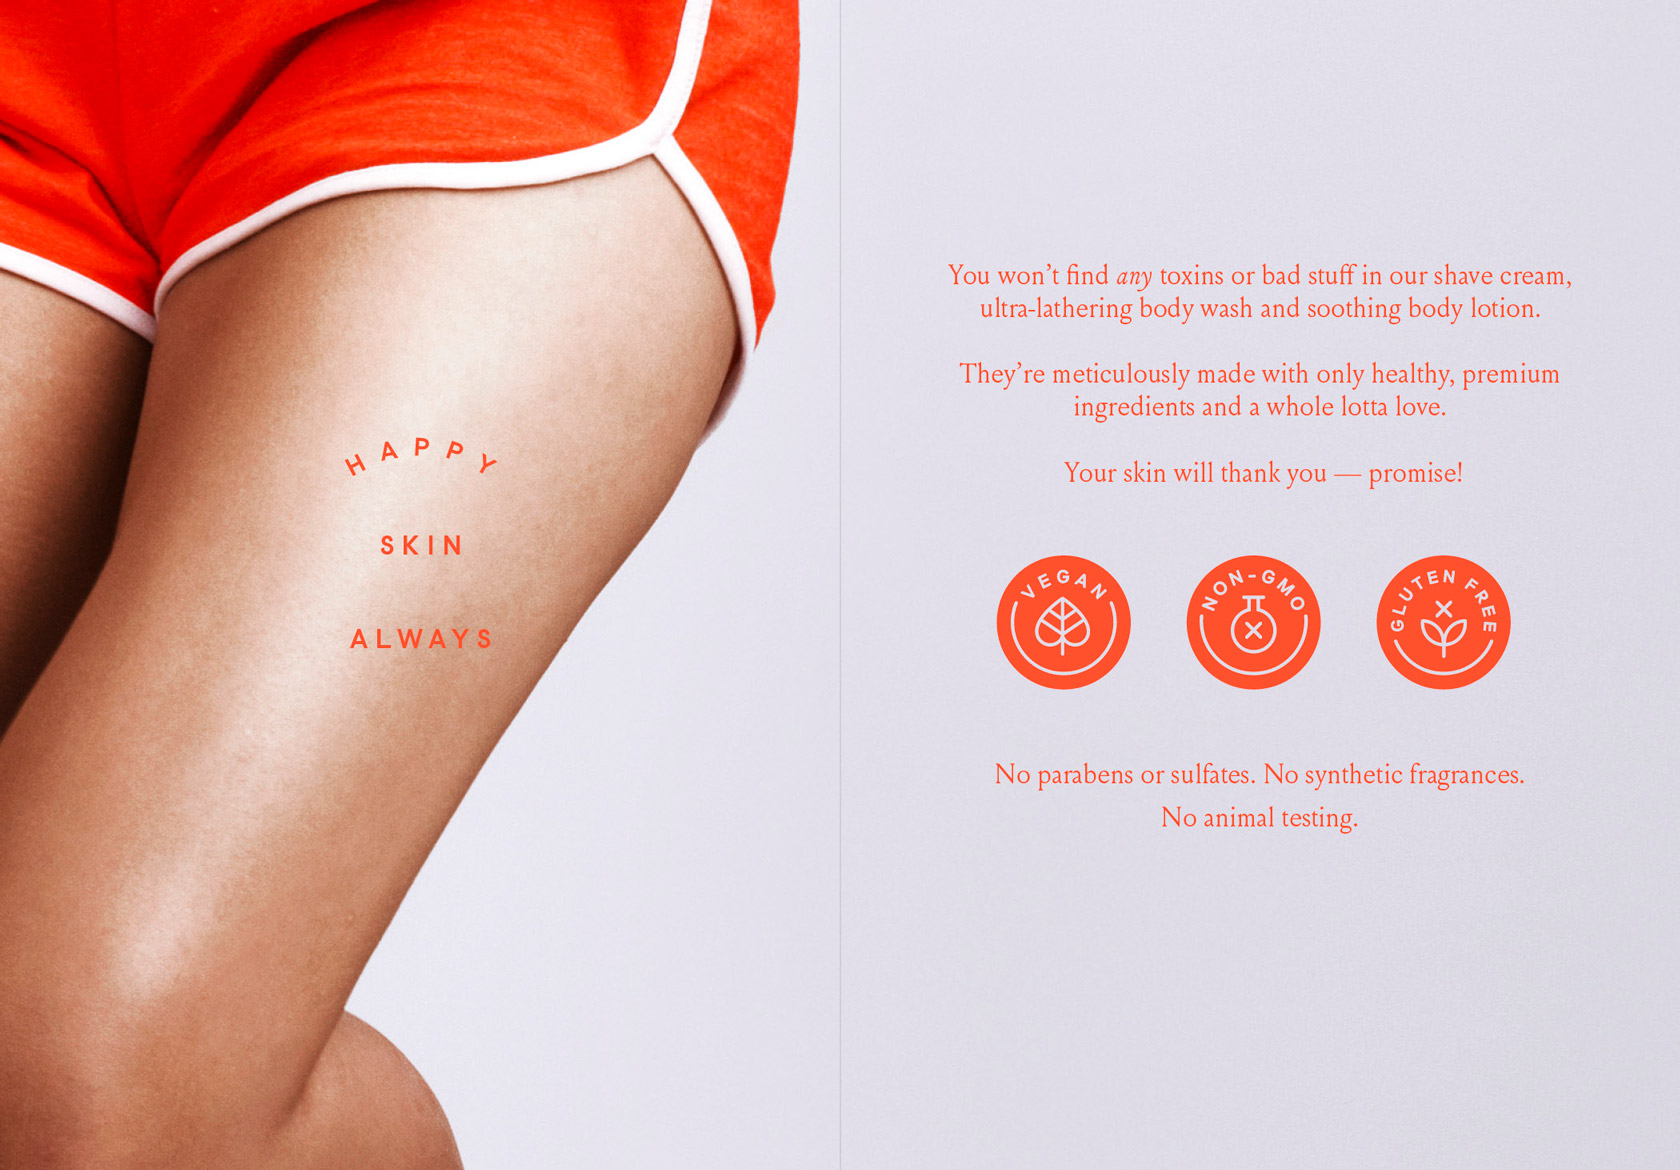 HAPPY
SKIN
ALWAYS
You won’t find any toxins or bad stuff in our shave cream,
ultra-lathering body wash and soothing body lotion.
They’re meticulously made with only healthy, premium
ingredients and a whole lotta love.
Your skin will thank you — promise!
VEGAN
NON-GMO
GLUTEN FREE
No parabens or sulfates. No synthetic fragrances.
No animal testing.